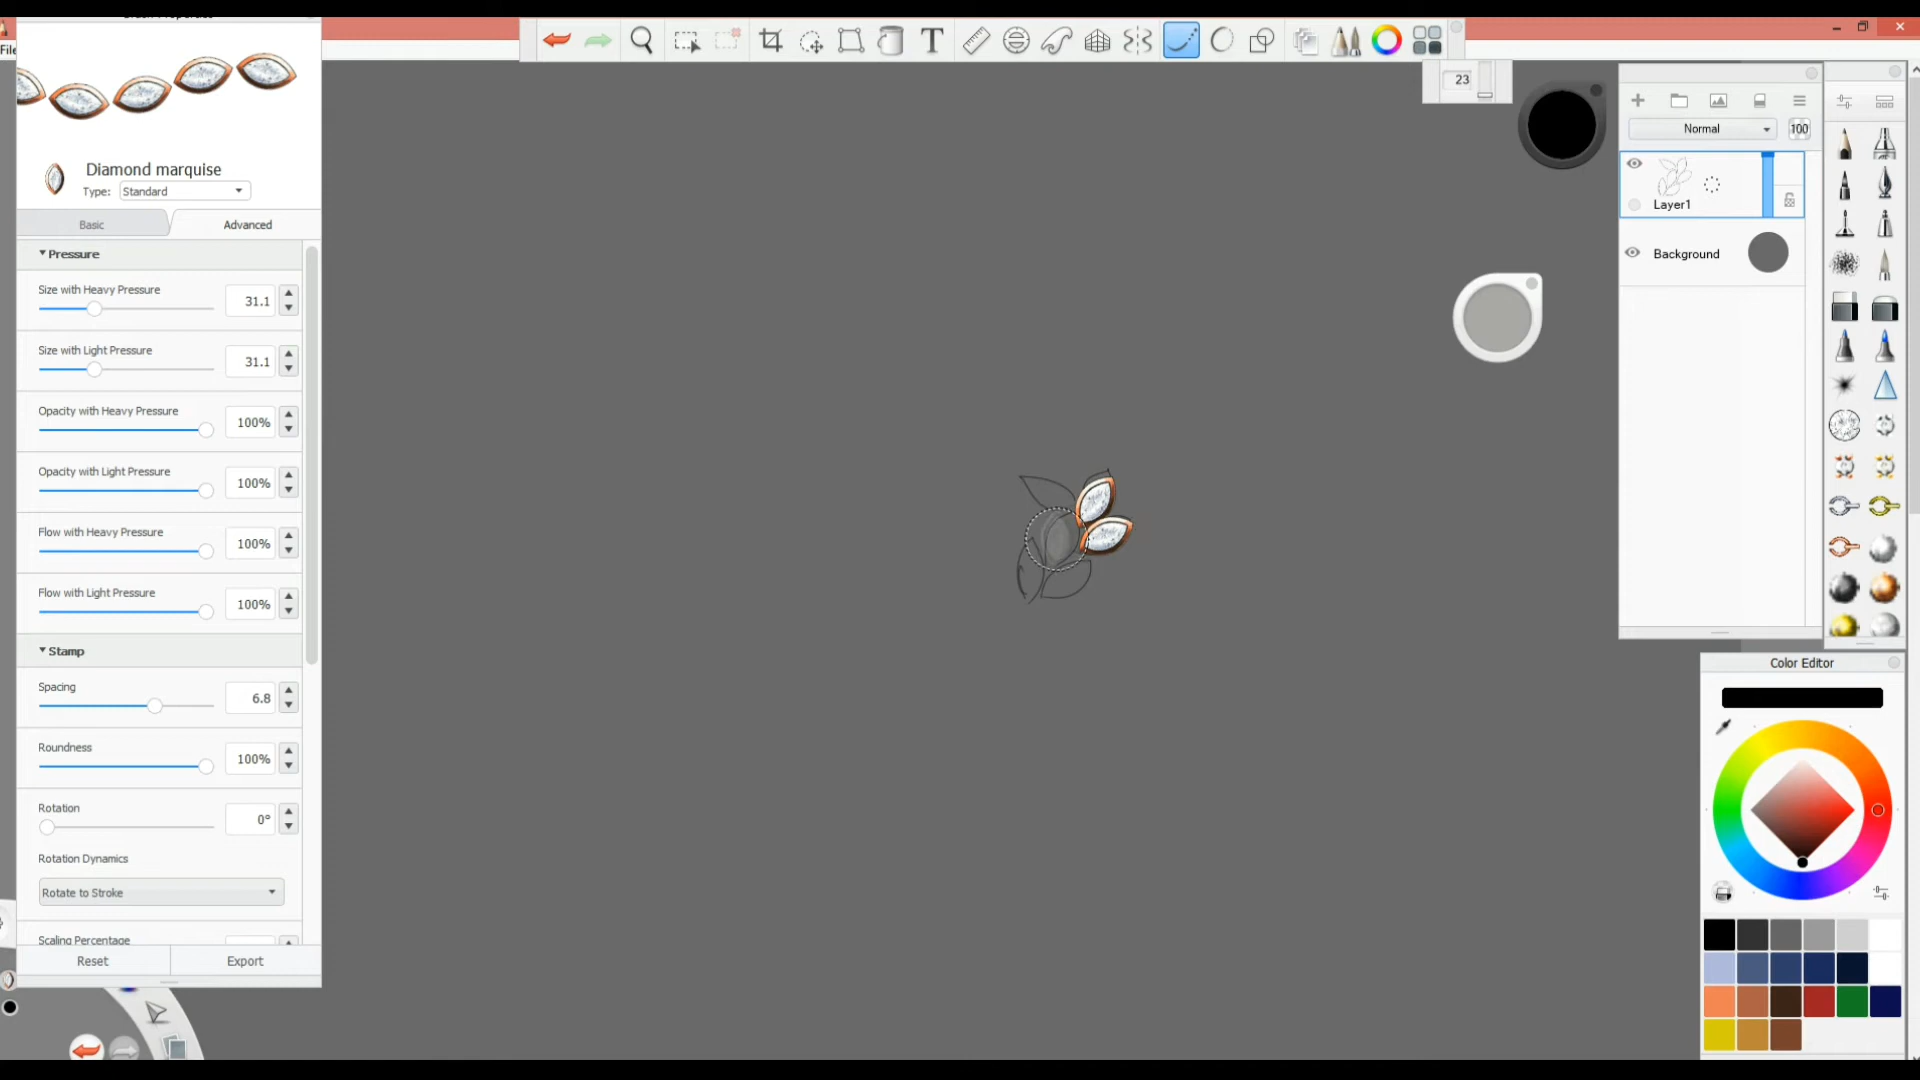 File
T
23
Normal
100
Layer1
Background
Diamond marquise
Type: Standard
Basic
Advanced
Pressure
Size with Heavy Pressure
31.1
Size with Light Pressure
31.1
Opacity with Heavy Pressure
100%
Opacity with Light Pressure
100%
Flow with Heavy Pressure
100%
Flow with Light Pressure
100%
Stamp
Spacing
6.8
Roundness
100%
Rotation
0°
Rotation Dynamics
Rotate to Stroke
Scaling Percentage
Reset
Export
Color Editor